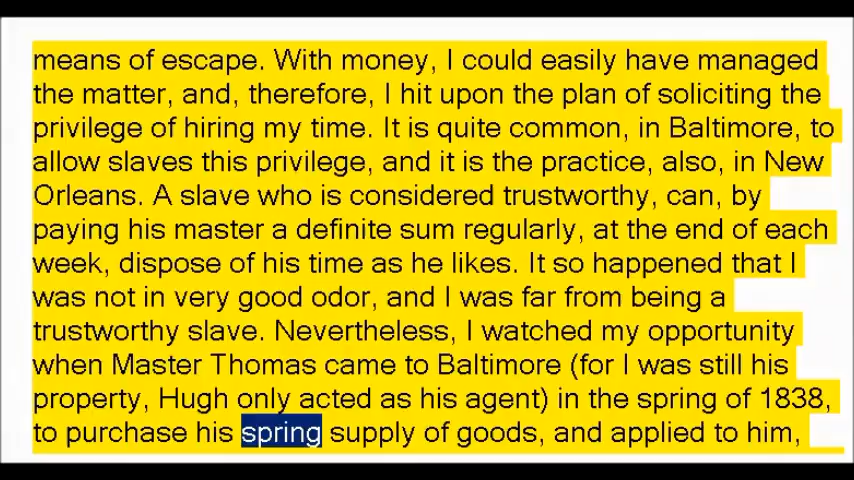 means of escape. With money, I could easily have managed
the matter, and, therefore, I hit upon the plan of soliciting the
privilege of hiring my time. It is quite common, in Baltimore, to
allow slaves this privilege, and it is the practice, also, in New
Orleans. A slave who is considered trustworthy, can, by
paying his master a definite sum regularly, at the end of each
week, dispose of his time as he likes. It so happened that I
was not in very good odor, and I was far from being a
trustworthy slave. Nevertheless, I watched my opportunity
when Master Thomas came to Baltimore (for I was still his
property, Hugh only acted as his agent) in the spring of 1838,
to purchase his spring supply of goods, and applied to him,